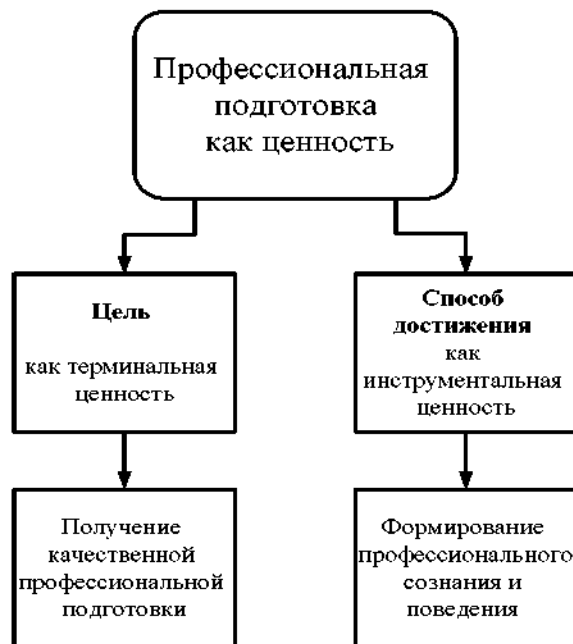 Профессиональная
подготовка
как ценность
Цель
как терминальная
ценность
Способ
достижения
как
инструментальная
ценность
Получение
качественной
профессиональной
подготовки
Формирование
профессионального
сознания и
поведения